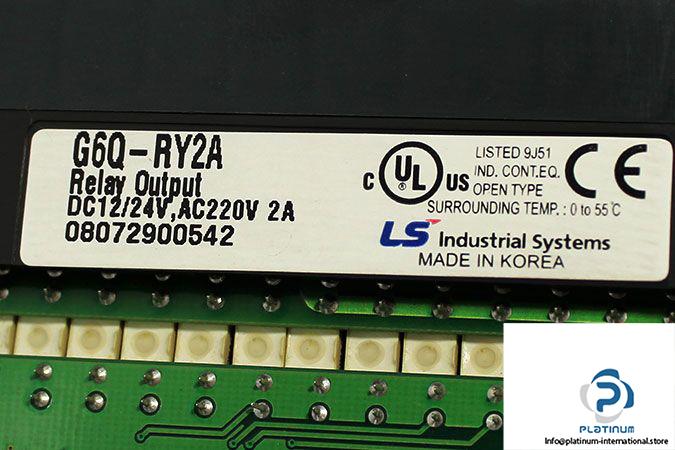 G6Q-RY2A
Relay Output
DC12/24V,AC220V 2A
08072900542
C UL US
LISTED 9J51
IND. CONT.EQ.
OPEN TYPE
SURROUNDING TEMP. : 0 to 55℃
CE
LS Industrial Systems
MADE IN KOREA
PLATINUM
Info@platinum-international.store